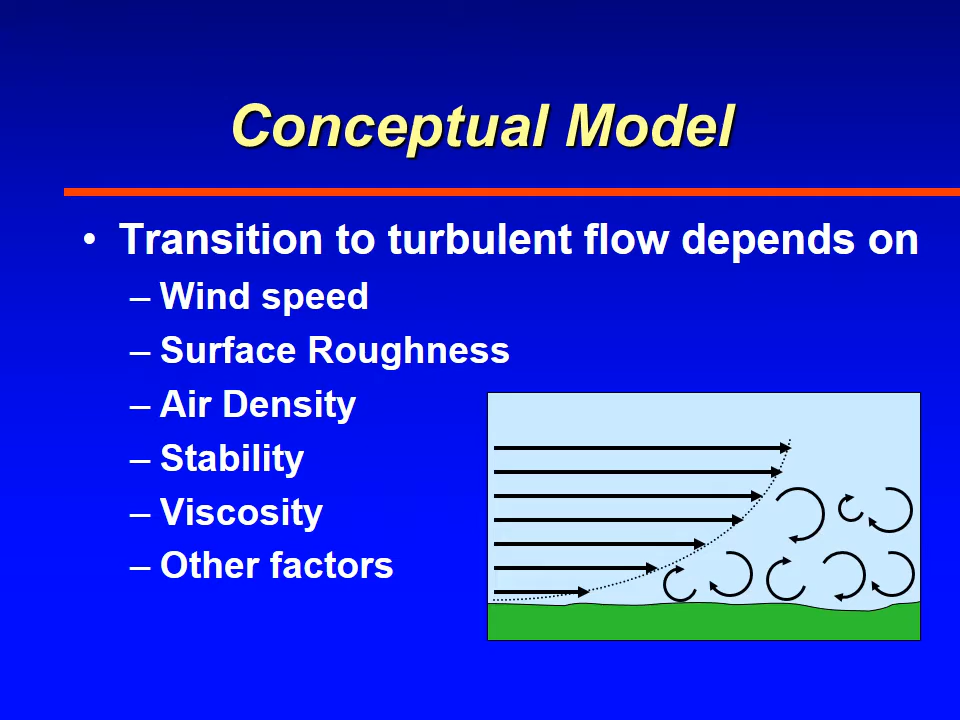 Conceptual Model
• Transition to turbulent flow depends on
– Wind speed
– Surface Roughness
– Air Density
– Stability
– Viscosity
– Other factors